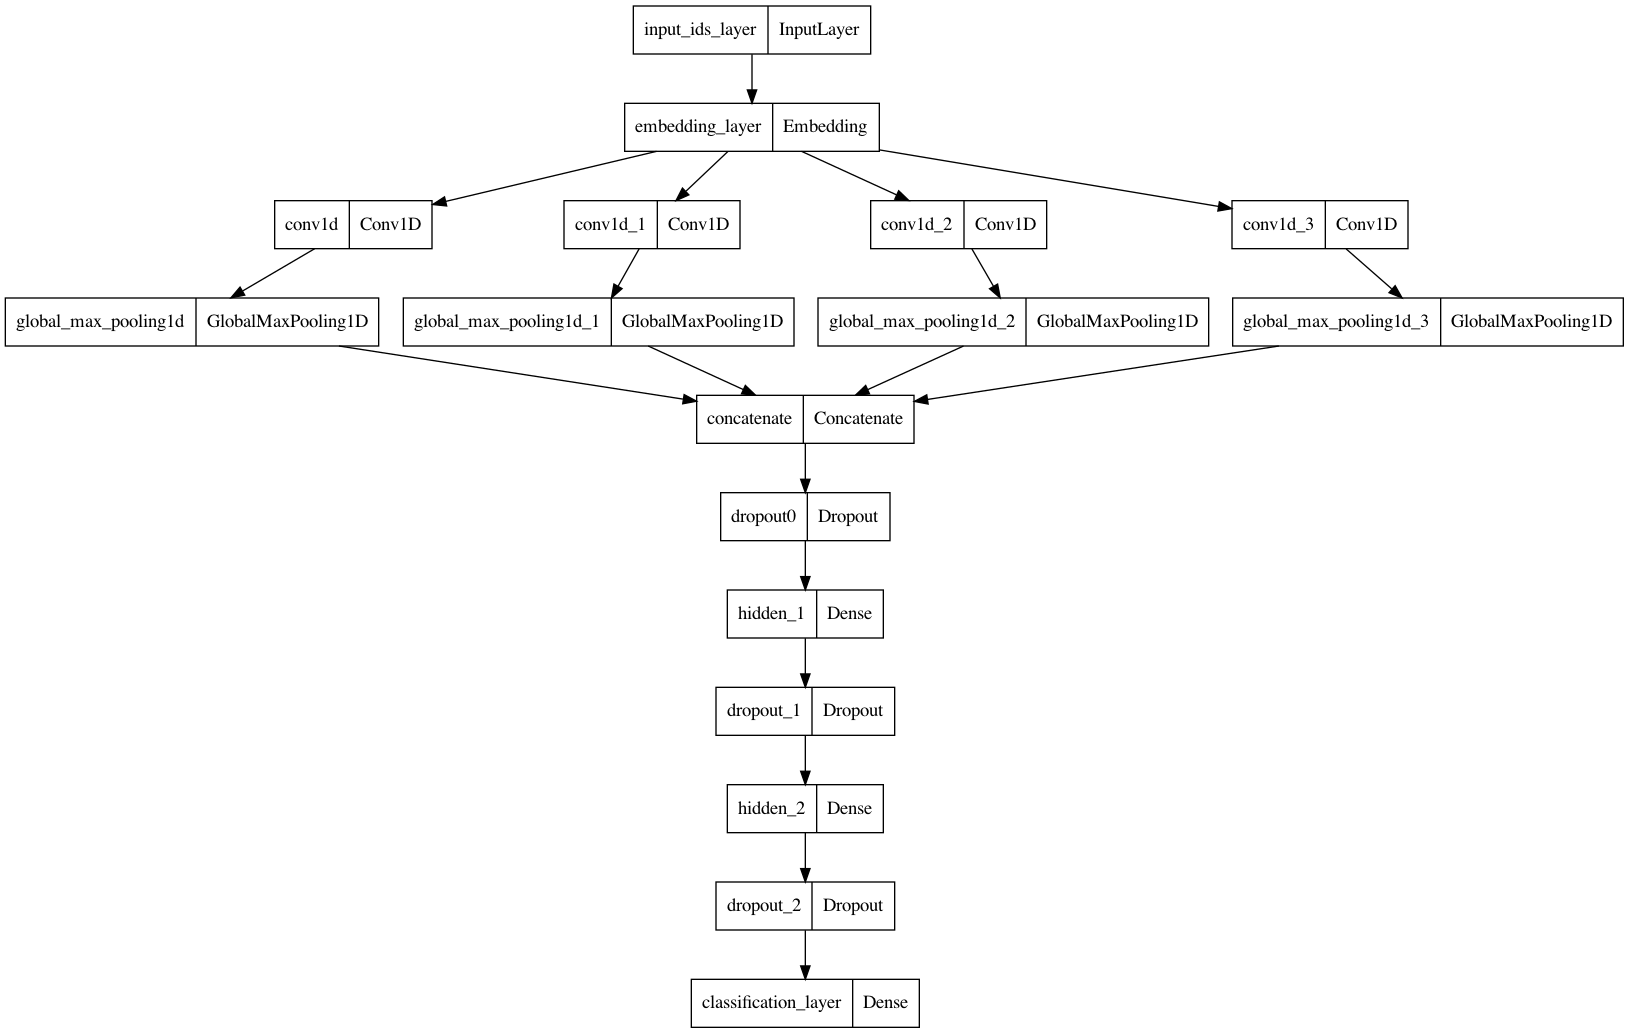 input_ids_layer InputLayer
embedding_layer Embedding
conv1d Conv1D conv1d_1 Conv1D conv1d_2 Conv1D conv1d_3 Conv1D
global_max_pooling1d GlobalMaxPooling1D global_max_pooling1d_1 GlobalMaxPooling1D global_max_pooling1d_2 GlobalMaxPooling1D global_max_pooling1d_3 GlobalMaxPooling1D
concatenate Concatenate
dropout0 Dropout
hidden_1 Dense
dropout_1 Dropout
hidden_2 Dense
dropout_2 Dropout
classification_layer Dense